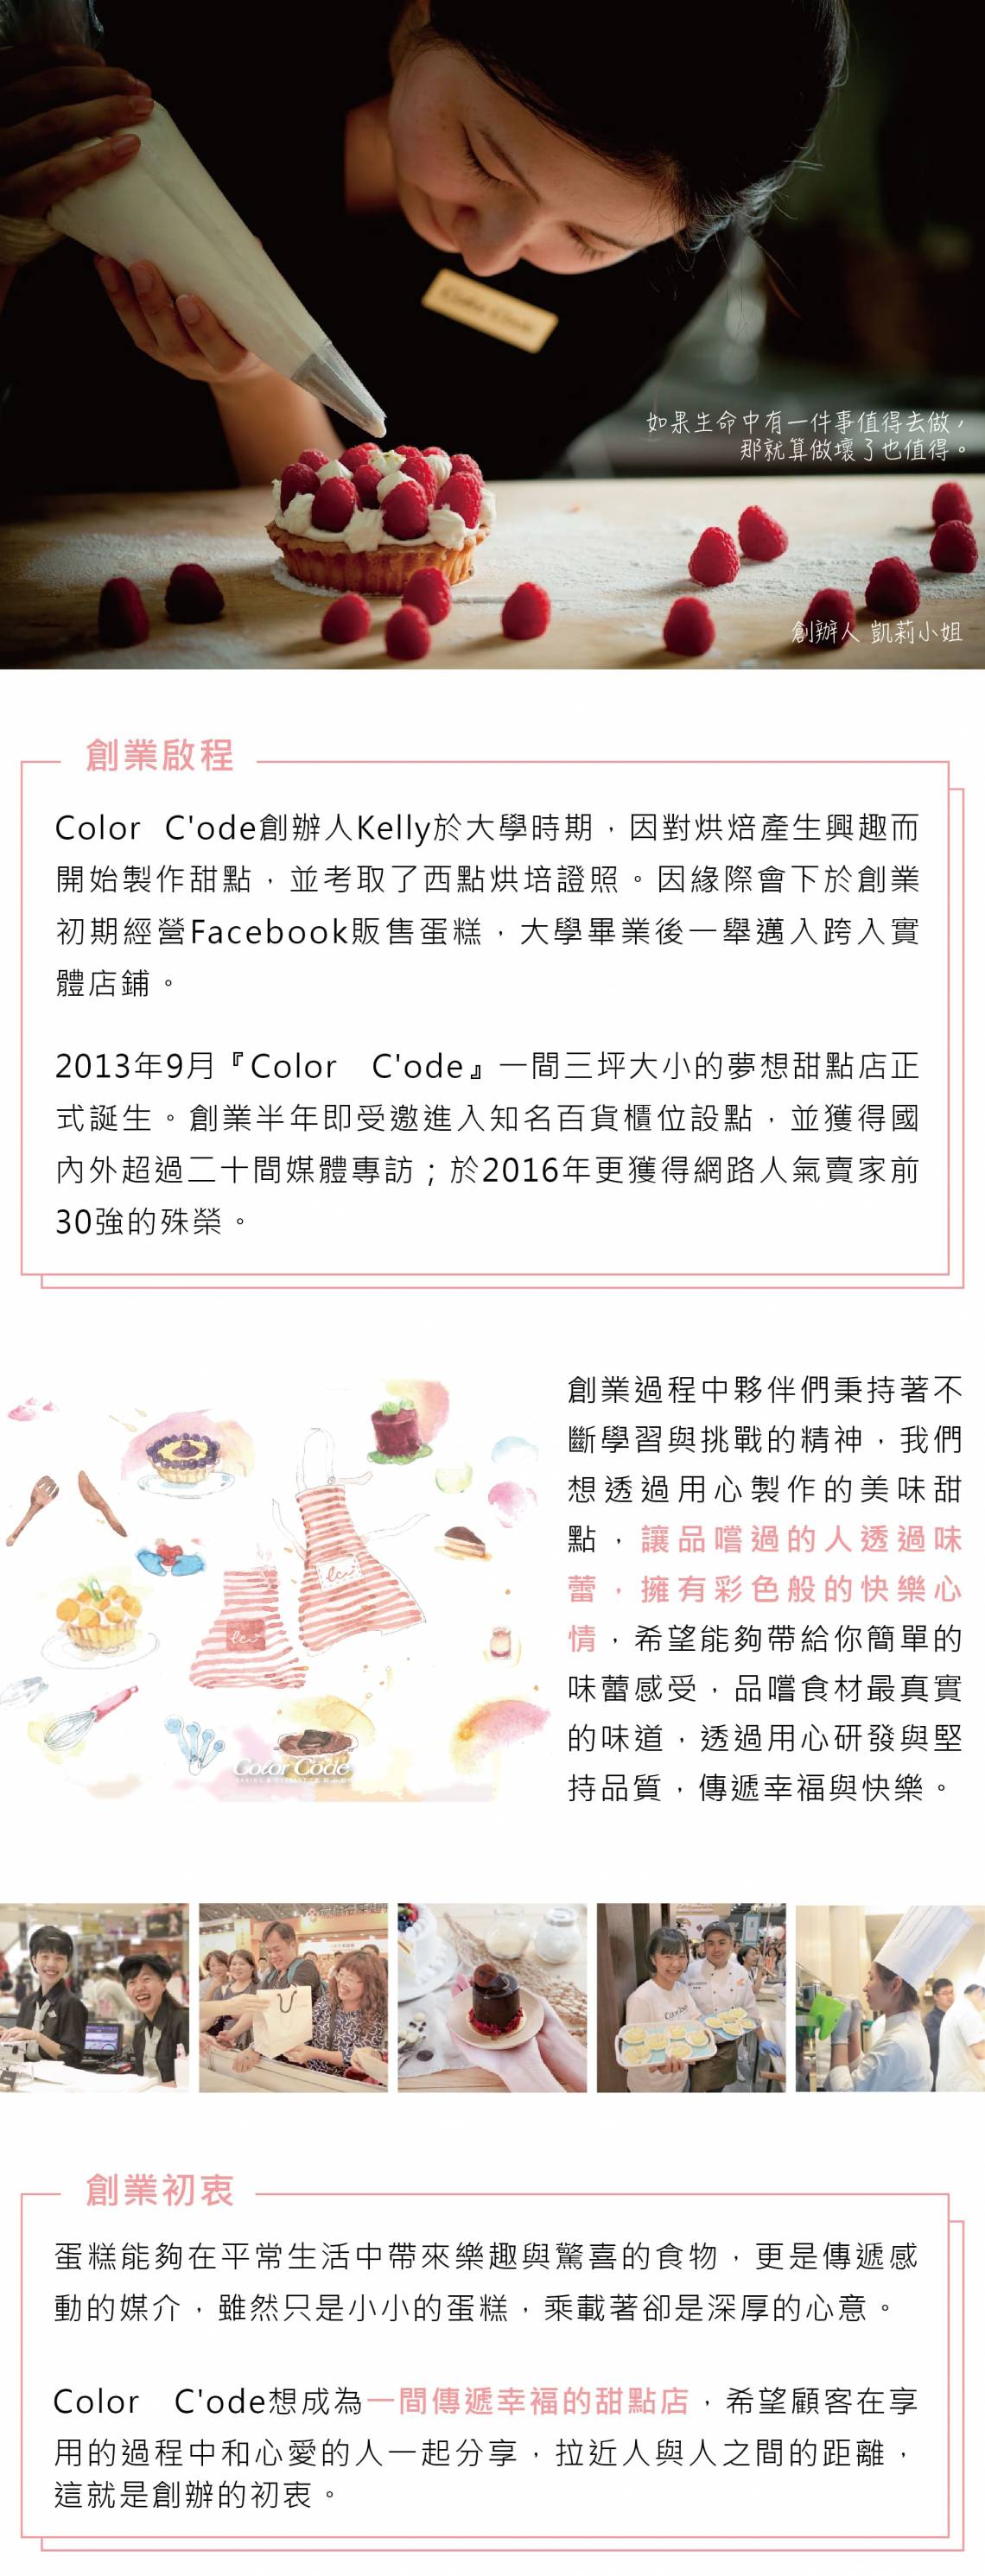 如果生命中有一件事值得去做，
那就算做壞了也值得。
創辦人 凱莉小姐
創業啟程
Color C'ode創辦人Kelly於大學時期，因對烘焙產生興趣而
開始製作甜點，並考取了西點烘培證照。因緣際會下於創業
初期經營Facebook販售蛋糕，大學畢業後一舉邁入跨入實
體店鋪。
2013年9月『Color C'ode』一間三坪大小的夢想甜點店正
式誕生。創業半年即受邀進入知名百貨櫃位設點，並獲得國
內外超過二十間媒體專訪；於2016年更獲得網路人氣賣家前
30強的殊榮。
創業過程中夥伴們秉持著不
斷學習與挑戰的精神，我們
想透過用心製作的美味甜
點，讓品嚐過的人透過味
蕾，擁有彩色般的快樂心
情，希望能夠帶給你簡單的
味蕾感受，品嚐食材最真實
的味道，透過用心研發與堅
持品質，傳遞幸福與快樂。
Color Code
創業初衷
蛋糕能夠在平常生活中帶來樂趣與驚喜的食物，更是傳遞感
動的媒介，雖然只是小小的蛋糕，乘載著卻是深厚的心意。
Color C'ode想成為一間傳遞幸福的甜點店，希望顧客在享
用的過程中和心愛的人一起分享，拉近人與人之間的距離，
這就是創辦的初衷。